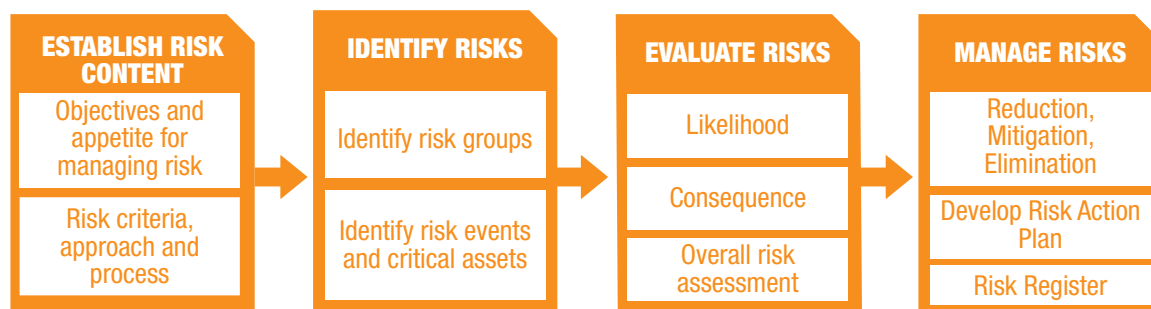 ESTABLISH RISK
CONTENT
Objectives and
appetite for
managing risk
Risk criteria,
approach and
process
IDENTIFY RISKS
Identify risk groups
Identify risk events
and critical assets
EVALUATE RISKS
Likelihood
Consequence
Overall risk
assessment
MANAGE RISKS
Reduction,
Mitigation,
Elimination
Develop Risk Action
Plan
Risk Register